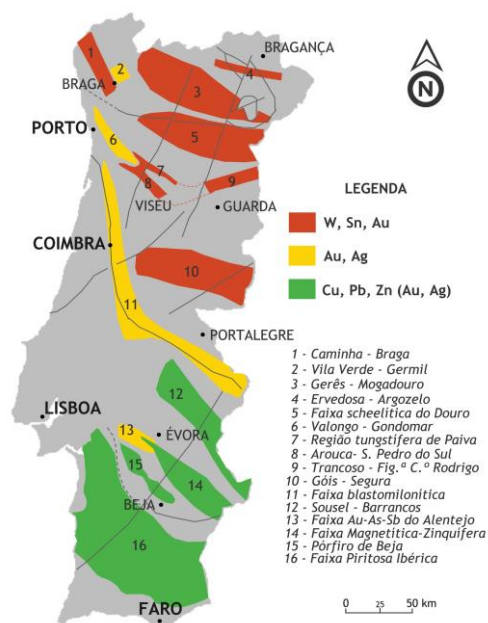 1
2
BRAGA
BRAGANÇA
4
3
N
PORTO
6
5
7
8
9
VISEU
GUARDA
LEGENDA
W, Sn, Au
Au, Ag
Cu, Pb, Zn (Au, Ag)
COIMBRA
10
11
PORTALEGRE
12
LISBOA
13
ÉVORA
15
14
BEJA
16
FARO
1 - Caminha - Braga
2 - Vila Verde - Germil
3 - Gerês - Mogadouro
4 - Ervedosa - Argozelo
5 - Faixa scheelítica do Douro
6 - Valongo - Gondomar
7 - Região tungstífera de Paiva
8 - Arouca- S. Pedro do Sul
9 - Trancoso - Fig.ª C.º Rodrigo
10 - Góis - Segura
11 - Faixa blastomilonítica
12 - Sousel - Barrancos
13 - Faixa Au-As-Sb do Alentejo
14 - Faixa Magnetítica-Zinquífera
15 - Pórfiro de Beja
16 - Faixa Piritosa Ibérica
0 25 50 km